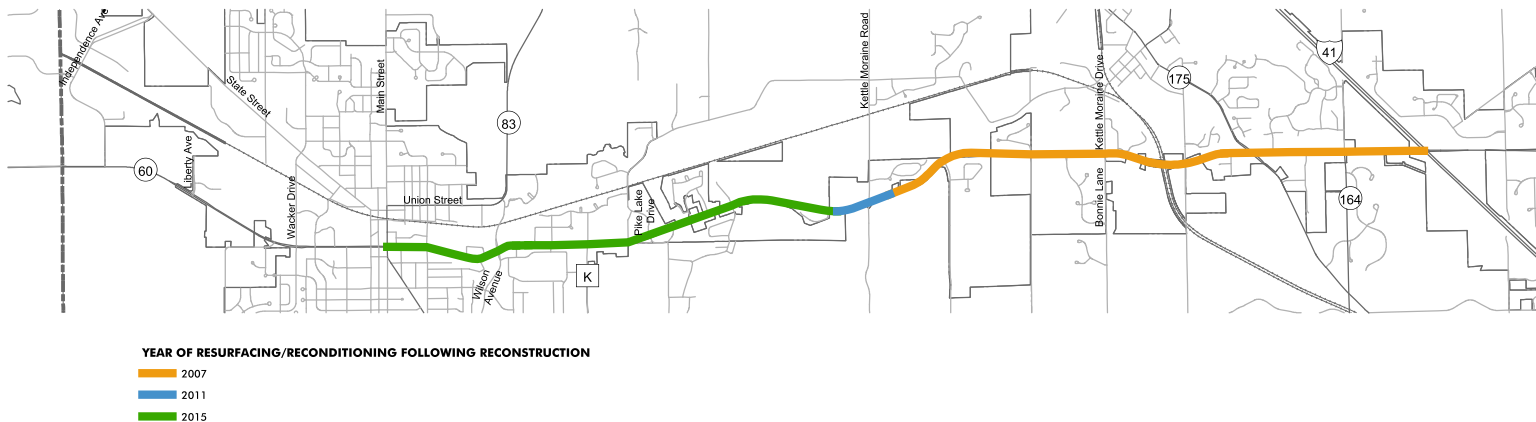 Independence Ave
State Street
Main Street
Kettle Moraine Road
Kettle Moraine Drive
41
175
83
60
Liberty Ave
Wacker Drive
Union Street
Pike Lake
Drive
Bonnie Lane
164
Wilson
Avenue
K
YEAR OF RESURFACING/RECONDITIONING FOLLOWING RECONSTRUCTION
2007
2011
2015